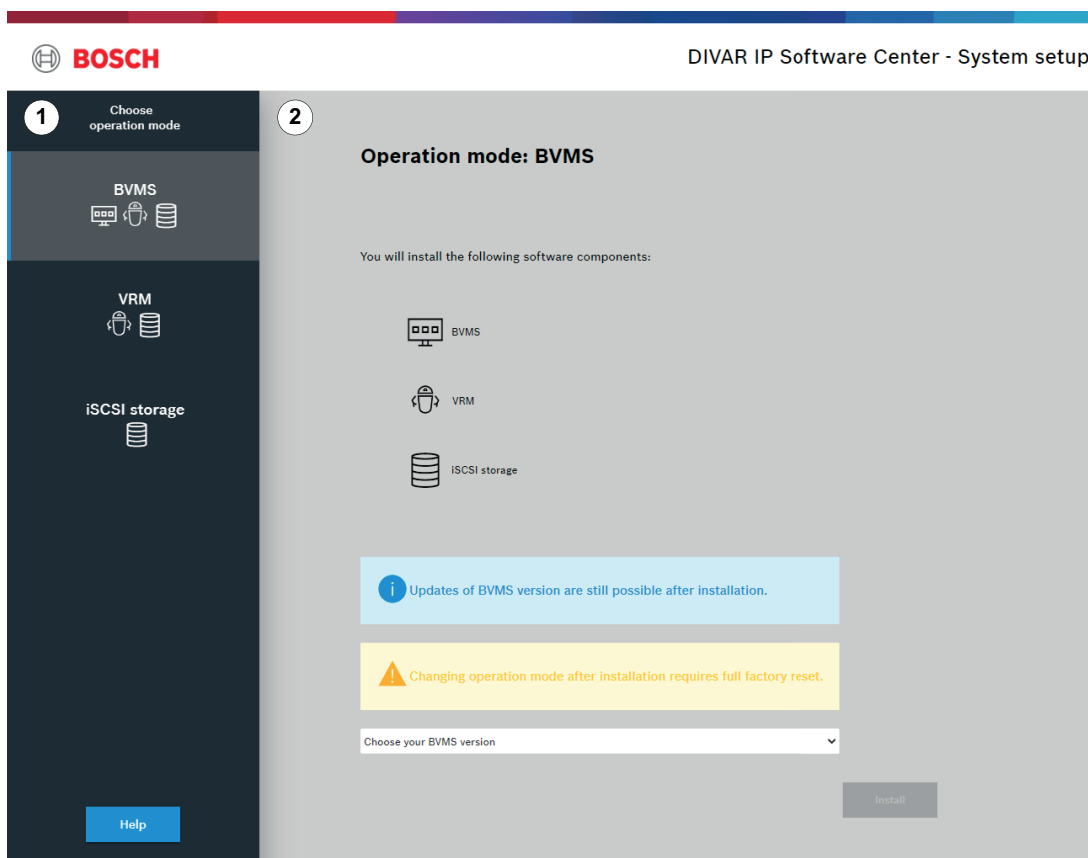 BOSCH
DIVAR IP Software Center - System setup
1
Choose
operation mode
BVMS
VRM
iSCSI storage
Help
2
Operation mode: BVMS
You will install the following software components:
BVMS
VRM
iSCSI storage
i
Updates of BVMS version are still possible after installation.
Changing operation mode after installation requires full factory reset.
Choose your BVMS version
Install